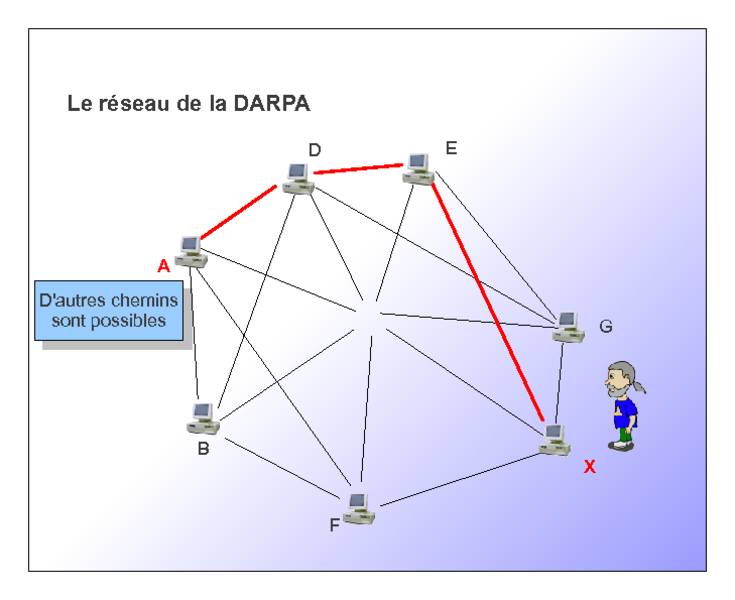 Le réseau de la DARPA
D
E
A
D'autres chemins
sont possibles
G
B
X
F